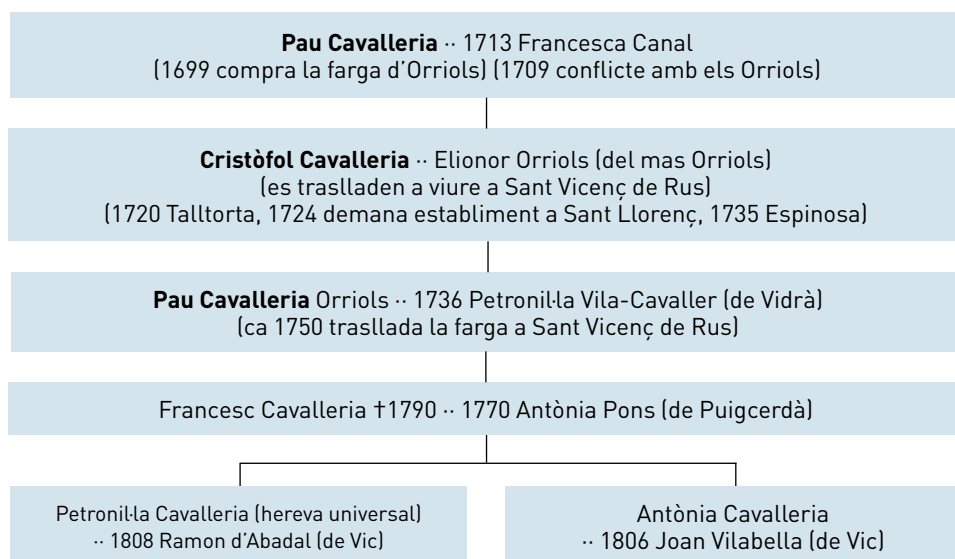 Pau Cavalleria ·· 1713 Francesca Canal
(1699 compra la farga d’Orriols) (1709 conflicte amb els Orriols)
Cristòfol Cavalleria ·· Elionor Orriols (del mas Orriols)
(es traslladen a viure a Sant Vicenç de Rus)
(1720 Talltorta, 1724 demana establiment a Sant Llorenç, 1735 Espinosa)
Pau Cavalleria Orriols ·· 1736 Petronil·la Vila-Cavaller (de Vidrà)
(ca 1750 trasllada la farga a Sant Vicenç de Rus)
Francesc Cavalleria †1790 ·· 1770 Antònia Pons (de Puigcerdà)
Petronil·la Cavalleria (hereva universal)
·· 1808 Ramon d’Abadal (de Vic)
Antònia Cavalleria
·· 1806 Joan Vilabella (de Vic)